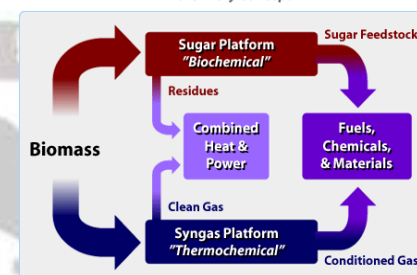 Sugar Platform
"Biochemical"
Sugar Feedstock
Residues
Combined
Heat &
Power
Fuels,
Chemicals,
& Materials
Biomass
Clean Gas
Syngas Platform
"Thermochemical"
Conditioned Gas